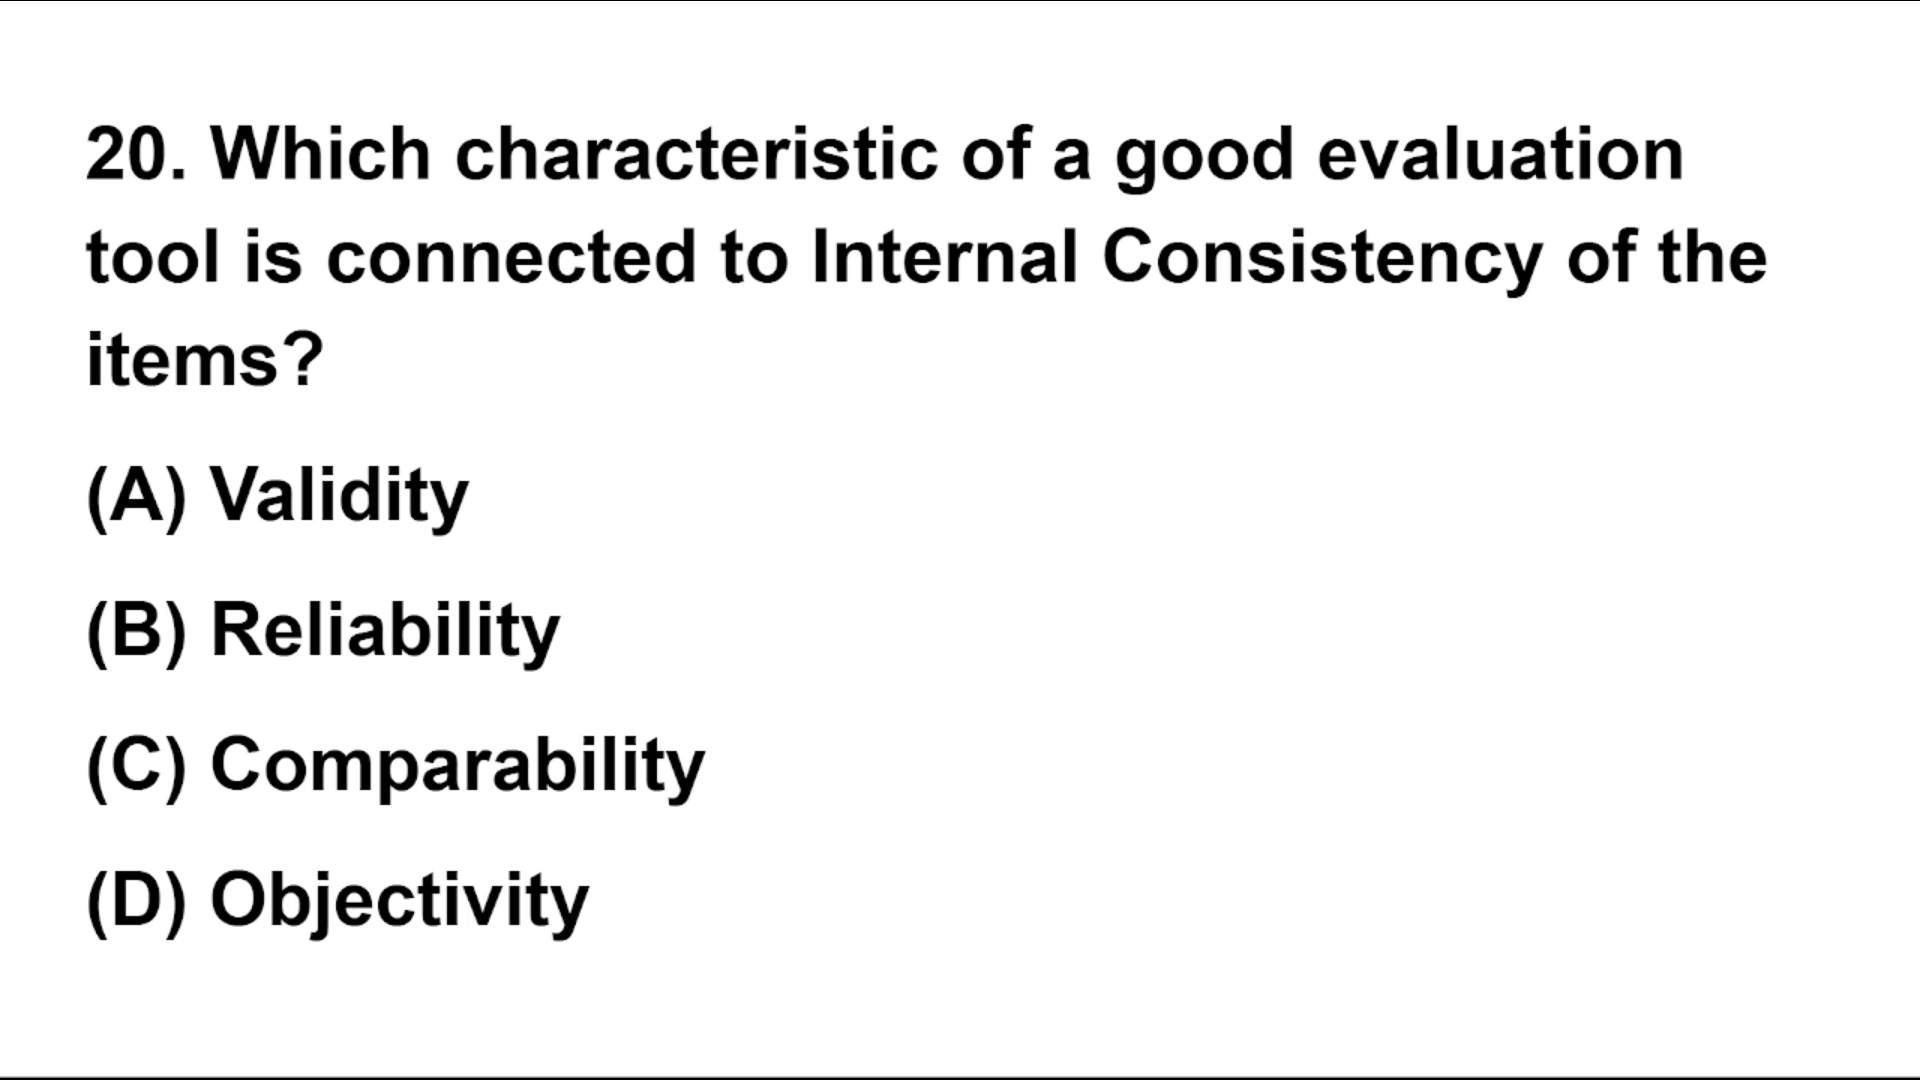 20. Which characteristic of a good evaluation
tool is connected to Internal Consistency of the
items?
(A) Validity
(B) Reliability
(C) Comparability
(D) Objectivity